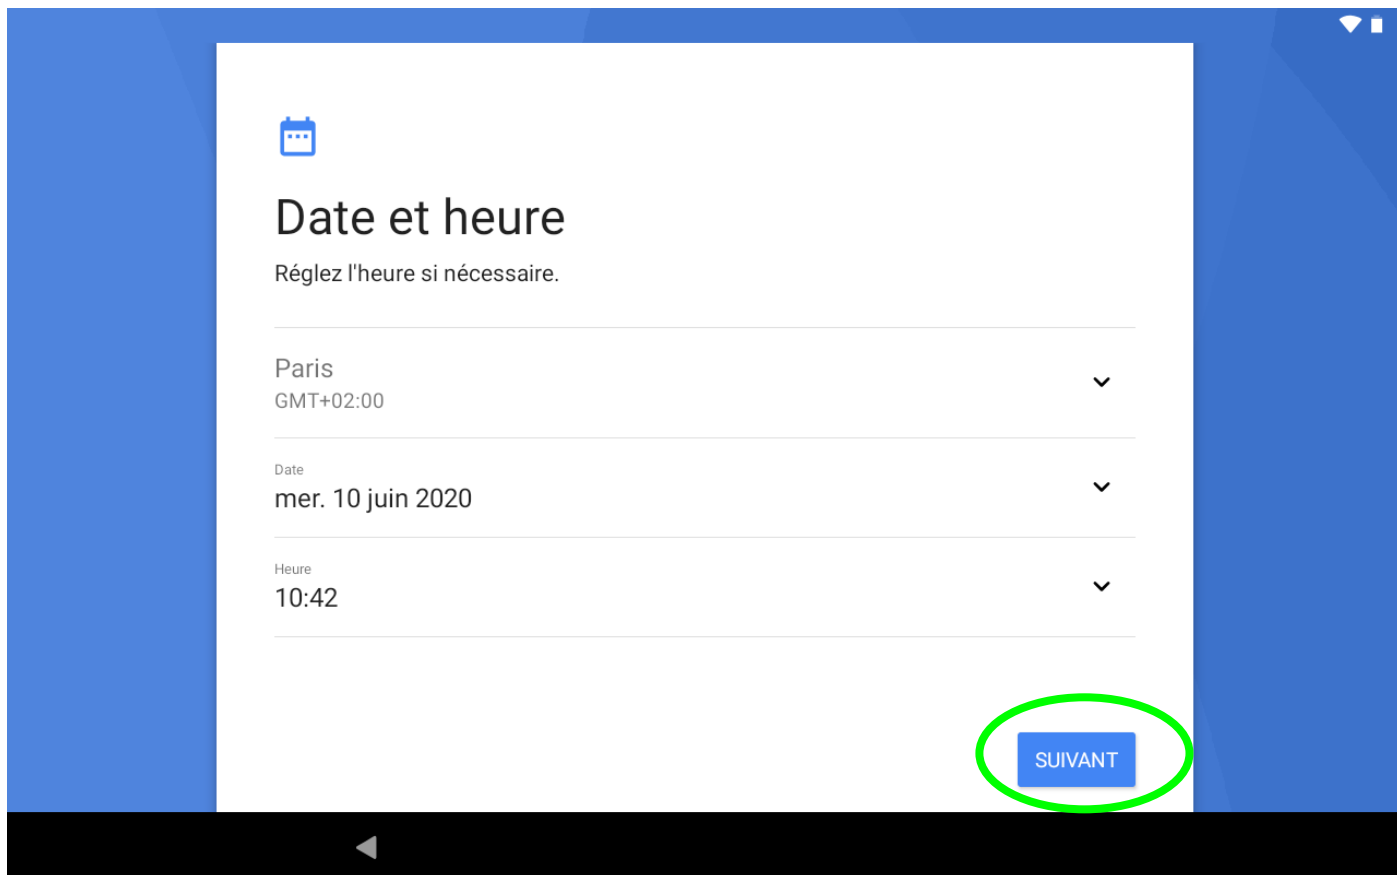 Date et heure
Réglez l'heure si nécessaire.
Paris
GMT+02:00
Date
mer. 10 juin 2020
Heure
10:42
SUIVANT